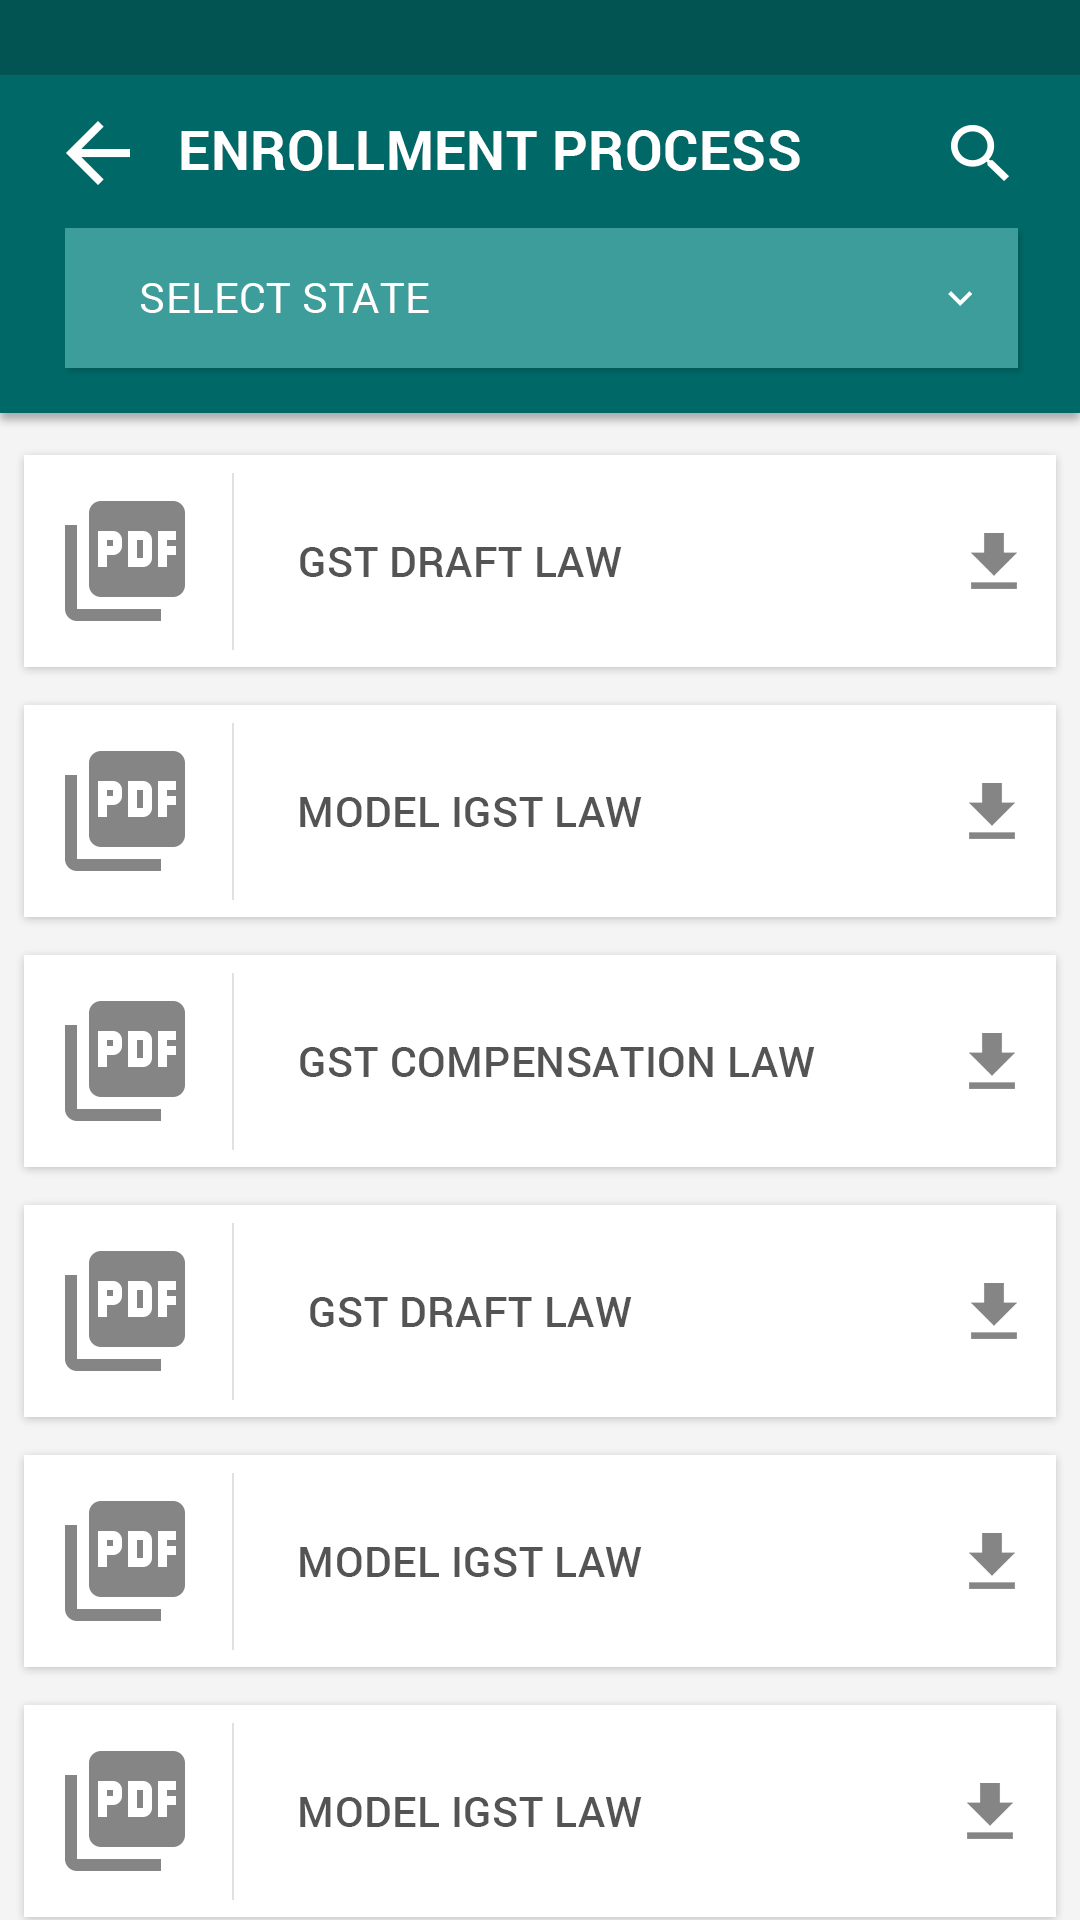 ENROLLMENT PROCESS
SELECT STATE
PDF
GST DRAFT LAW
PDF
MODEL IGST LAW
PDF
GST COMPENSATION LAW
PDF
GST DRAFT LAW
PDF
MODEL IGST LAW
PDF
MODEL IGST LAW